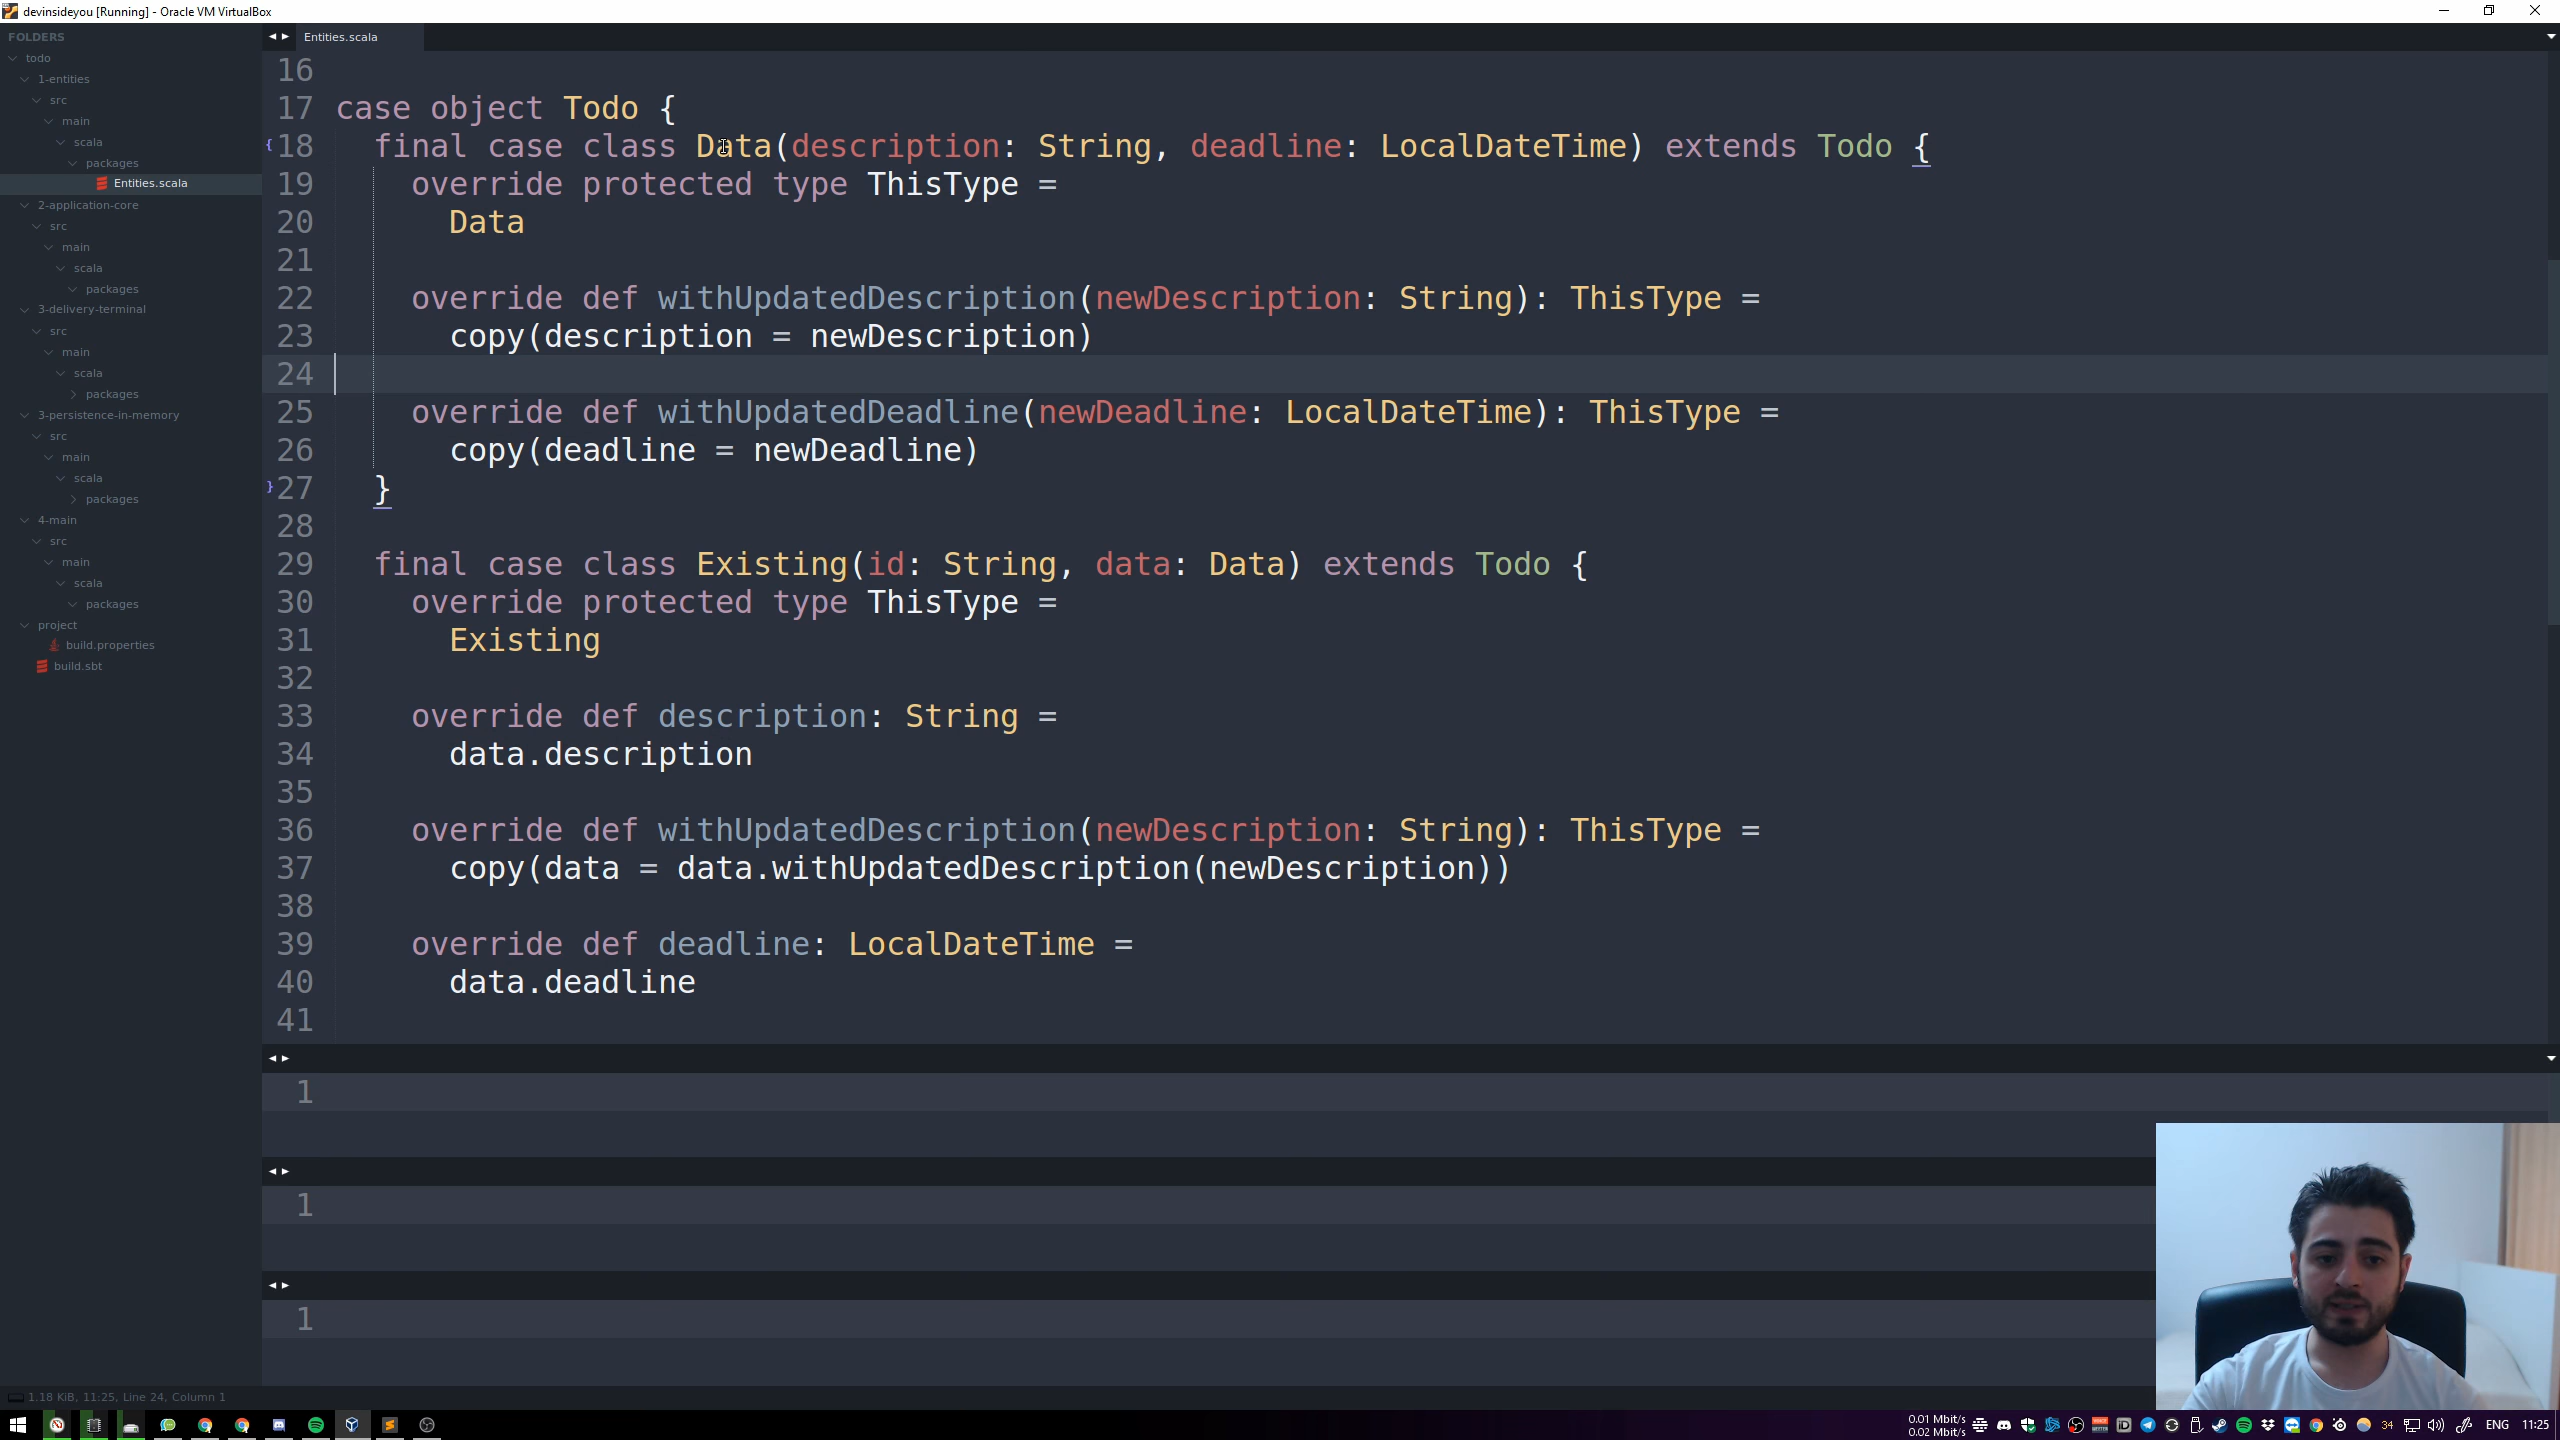 devinsideyou [Running] - Oracle VM VirtualBox
FOLDERS
todo
1-entities
src
main
scala
packages
Entities.scala
2-application-core
src
main
scala
packages
3-delivery-terminal
src
main
scala
packages
3-persistence-in-memory
src
main
scala
packages
4-main
src
main
scala
packages
project
build.properties
build.sbt
Entities.scala
16
17 case object Todo {
{ 18 final case class Data(description: String, deadline: LocalDateTime) extends Todo {
19 override protected type ThisType =
20 Data
21
22 override def withUpdatedDescription(newDescription: String): ThisType =
23 copy(description = newDescription)
24
25 override def withUpdatedDeadline(newDeadline: LocalDateTime): ThisType =
26 copy(deadline = newDeadline)
} 27 }
28
29 final case class Existing(id: String, data: Data) extends Todo {
30 override protected type ThisType =
31 Existing
32
33 override def description: String =
34 data.description
35
36 override def withUpdatedDescription(newDescription: String): ThisType =
37 copy(data = data.withUpdatedDescription(newDescription))
38
39 override def deadline: LocalDateTime =
40 data.deadline
41
1
1
1
1.18 KiB, 11:25, Line 24, Column 1
0.01 Mbit/s
0.02 Mbit/s
34
ENG
11:25